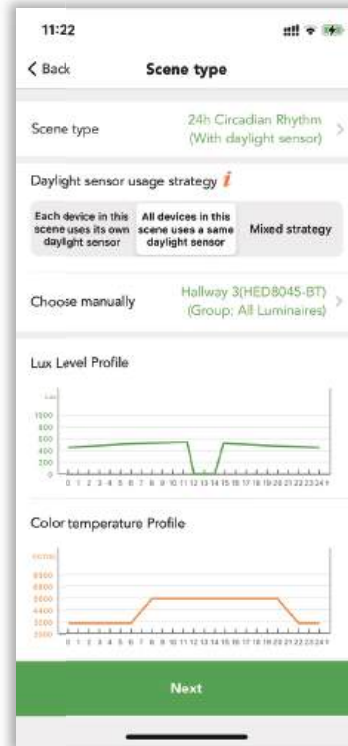 11:22
Back
Scene type
Scene type
24h Circadian Rhythm
(With daylight sensor)
Daylight sensor usage strategy i
Each device in this
scene uses its own
daylight sensor
All devices in this
scene uses a same
daylight sensor
Mixed strategy
Choose manually
Hallway 3(HED8045-BT)
(Group: All Luminaires)
Lux Level Profile
1500
800
600
400
200
0
0 1 2 3 4 5 6 7 8 9 10 11 12 13 14 15 16 17 18 19 20 21 22 23 24
Color temperature Profile
0 1 2 3 4 5 6 7 8 9 10 11 12 13 14 15 16 17 18 19 20 21 22 23 24
Next